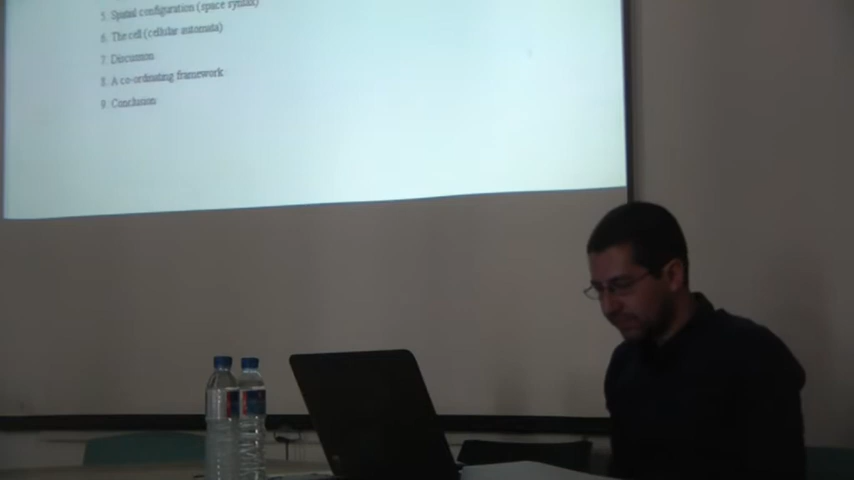 5. Spatial configuration (space syntax)
6. The cell (cellular automata)
7. Discussion
8. A co-ordinating framework
9. Conclusion